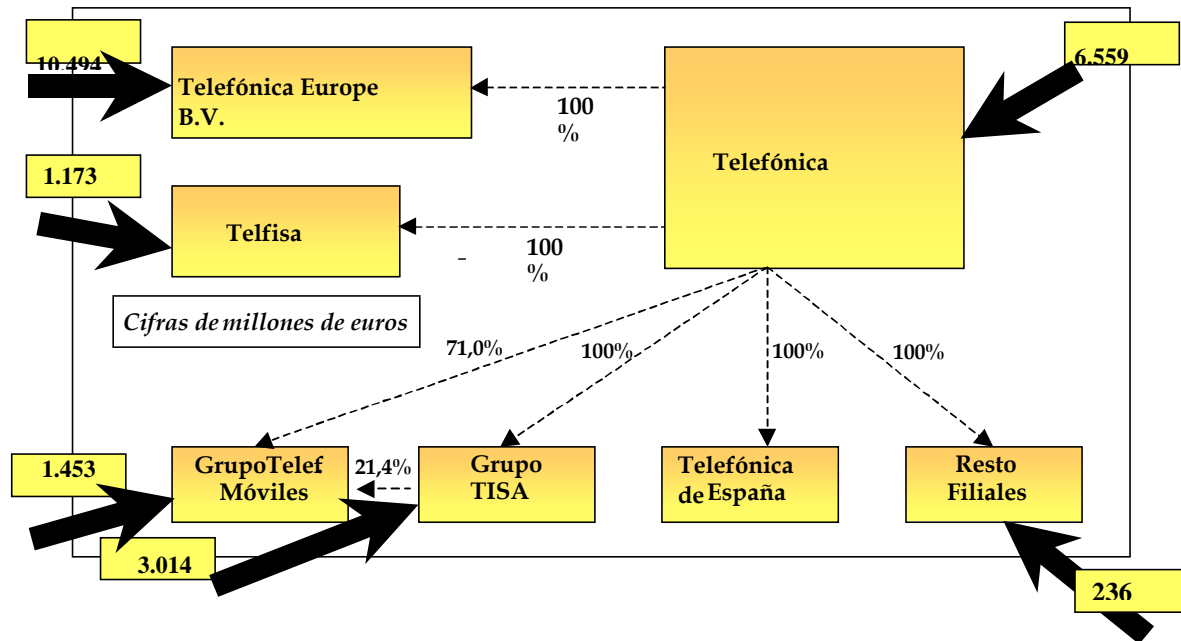 10.494
6.559
Telefónica Europe
B.V.
100
%
Telefónica
1.173
Telfisa
100
%
Cifras de millones de euros
71,0%
100%
100%
100%
1.453
GrupoTelef
Móviles
21,4%
Grupo
TISA
Telefónica
de España
Resto
Filiales
3.014
236